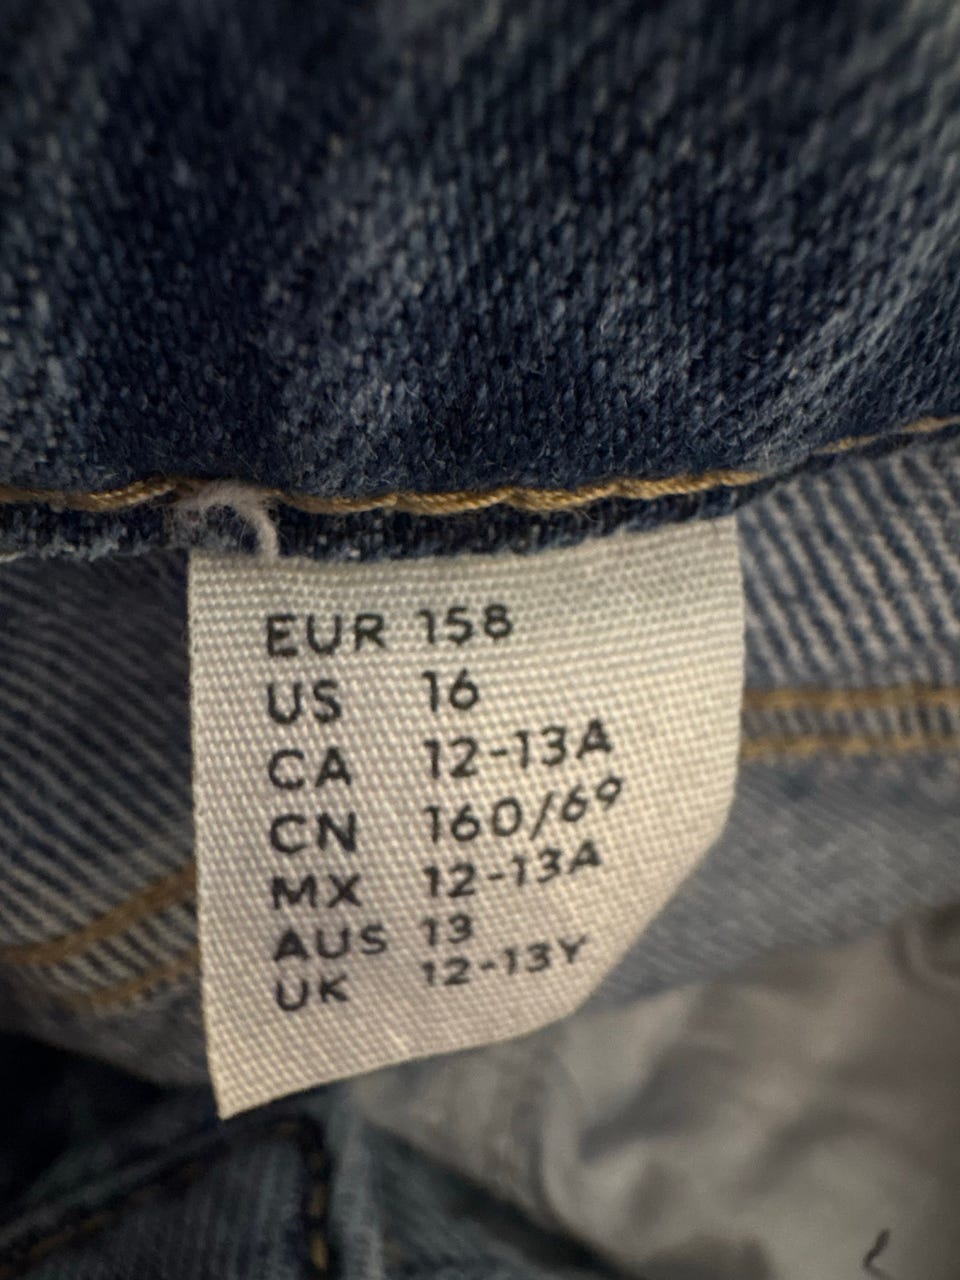 EUR 158
US 16
CA 12-13A
CN 160/69
MX 12-13A
AUS 13
UK 12-13Y